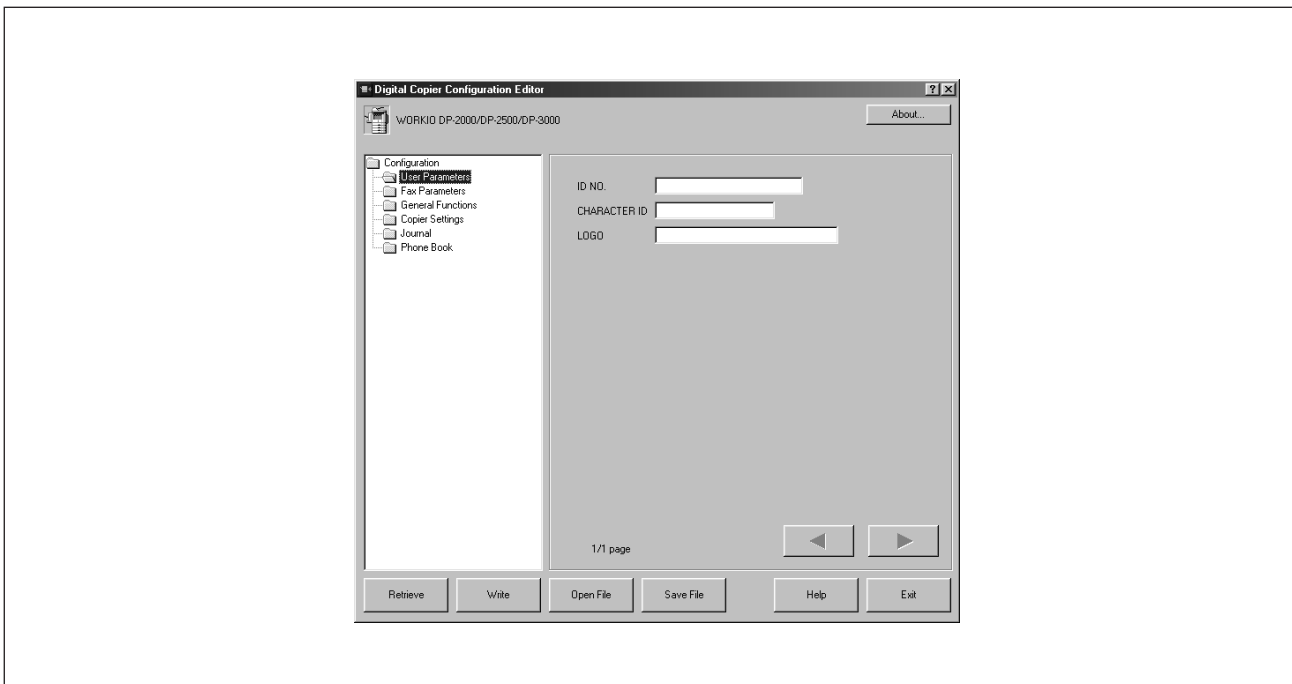 Digital Copier Configuration Editor
WORKIO DP-2000/DP-2500/DP-3000
About...
Configuration
User Parameters
Fax Parameters
General Functions
Copier Settings
Journal
Phone Book
ID NO.
CHARACTER ID
LOGO
1/1 page
Retrieve
Write
Open File
Save File
Help
Exit